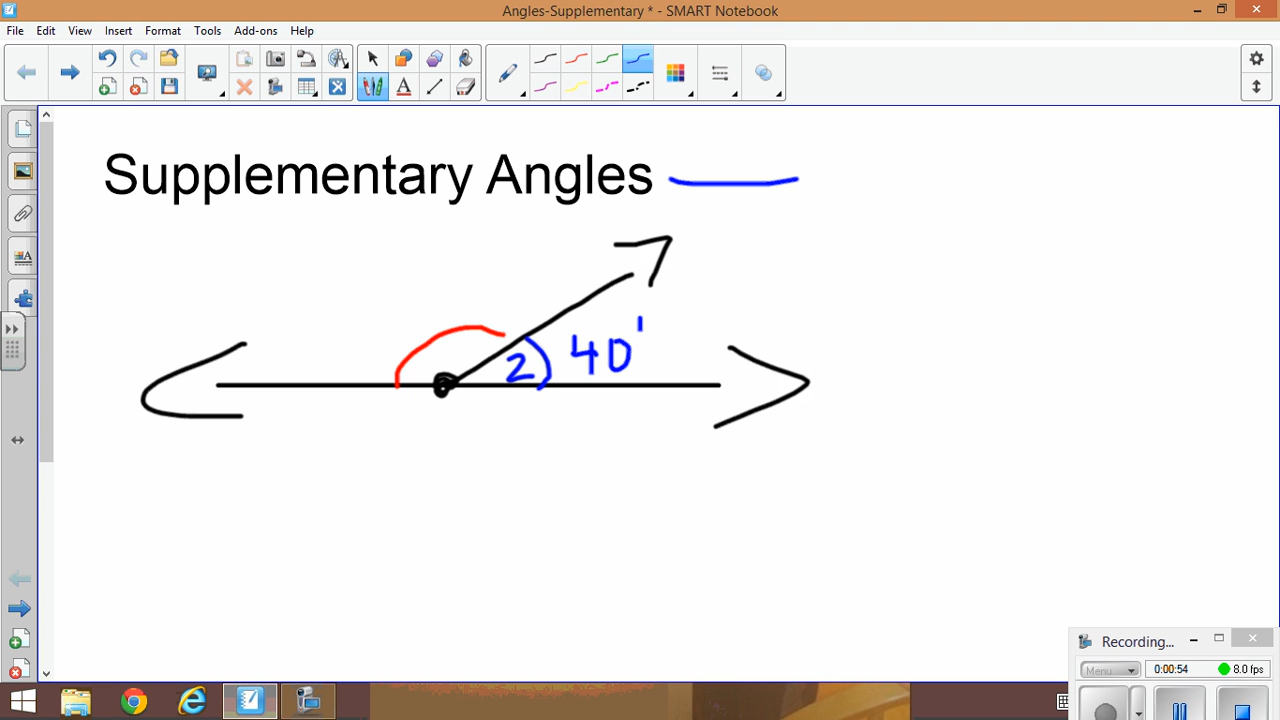 Angles-Supplementary * - SMART Notebook
File Edit View Insert Format Tools Add-ons Help
Supplementary Angles
2 40'
Recording...
Menu 0:00:54 8.0 fps